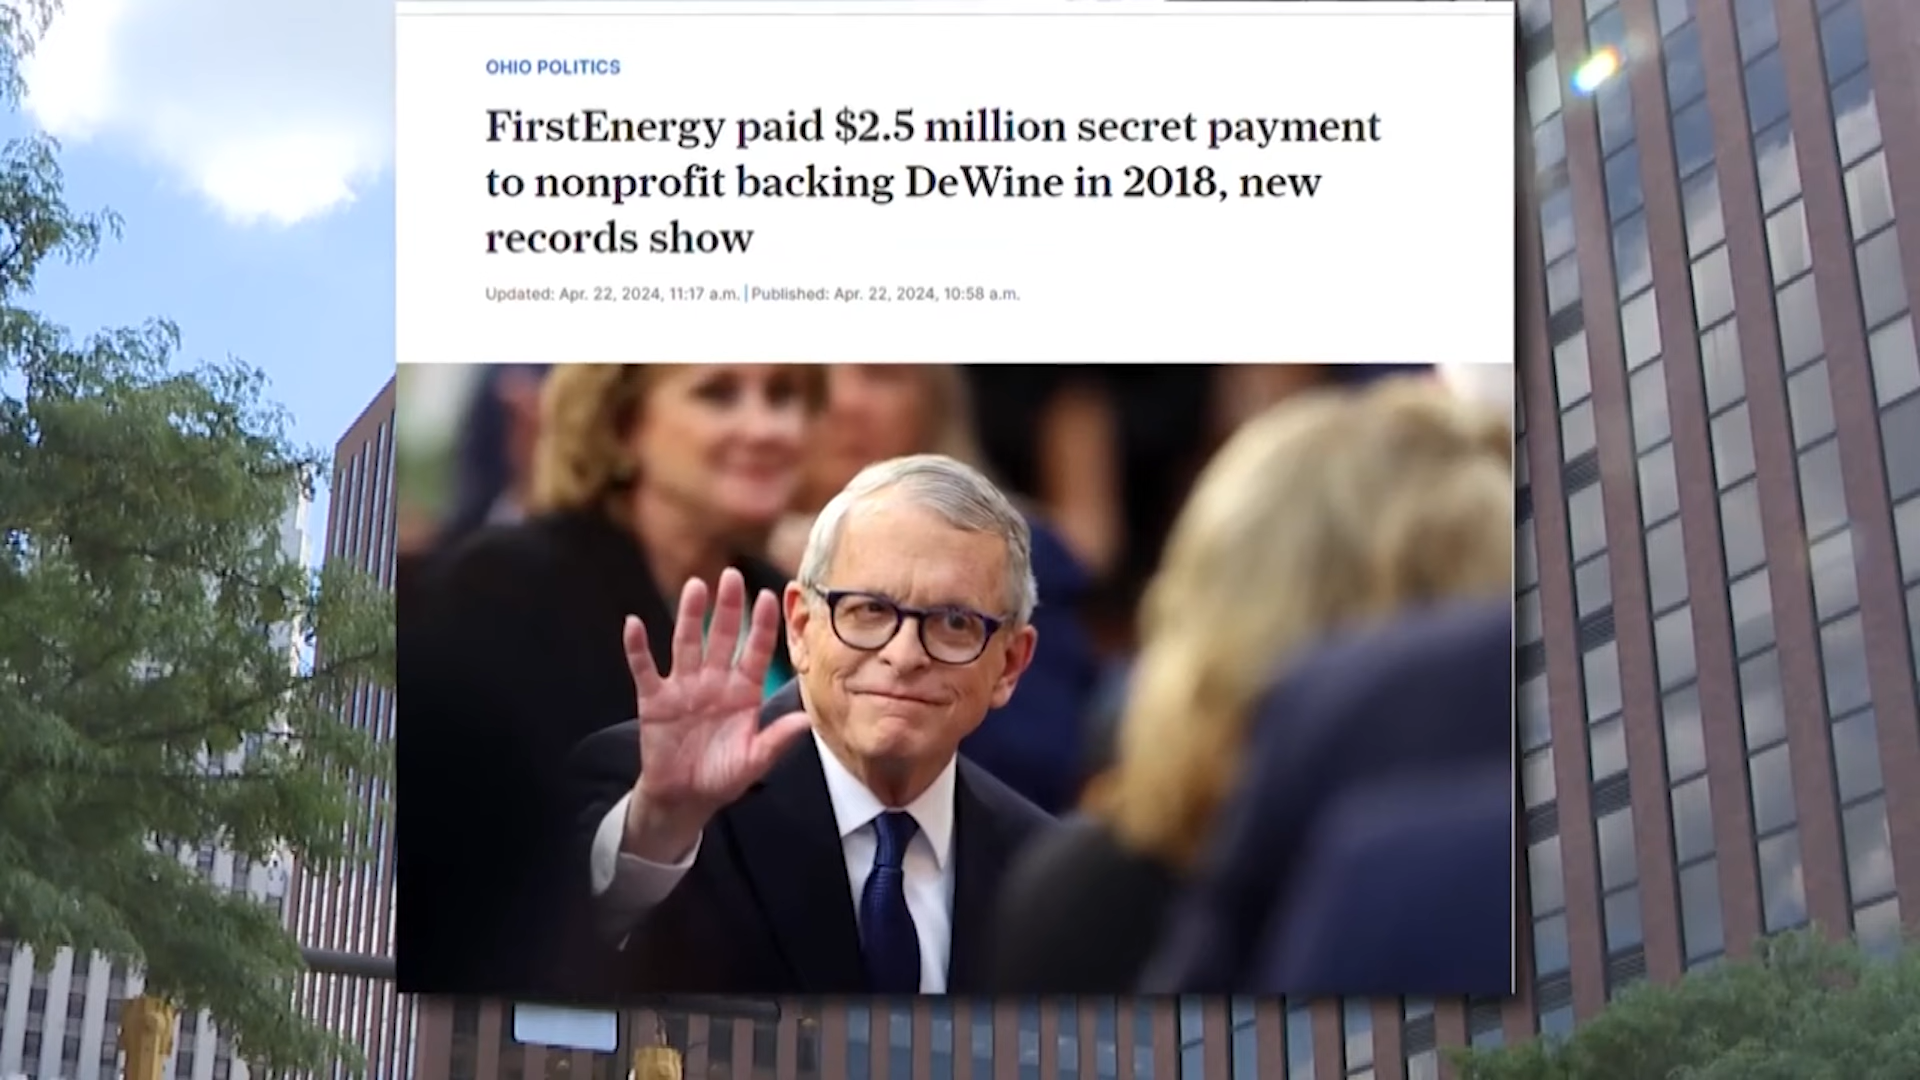 OHIO POLITICS
FirstEnergy paid $2.5 million secret payment
to nonprofit backing DeWine in 2018, new
records show
Updated: Apr. 22, 2024, 11:17 a.m. | Published: Apr. 22, 2024, 10:58 a.m.